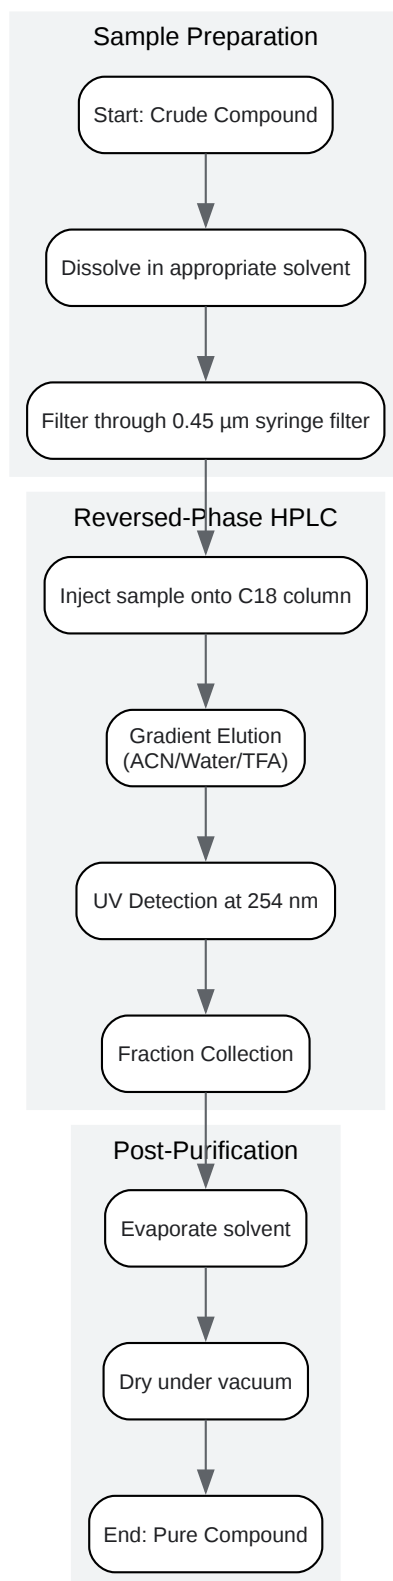 Sample Preparation
Start: Crude Compound
Dissolve in appropriate solvent
Filter through 0.45 µm syringe filter
Reversed-Phase HPLC
Inject sample onto C18 column
Gradient Elution
(ACN/Water/TFA)
UV Detection at 254 nm
Fraction Collection
Post-Purification
Evaporate solvent
Dry under vacuum
End: Pure Compound